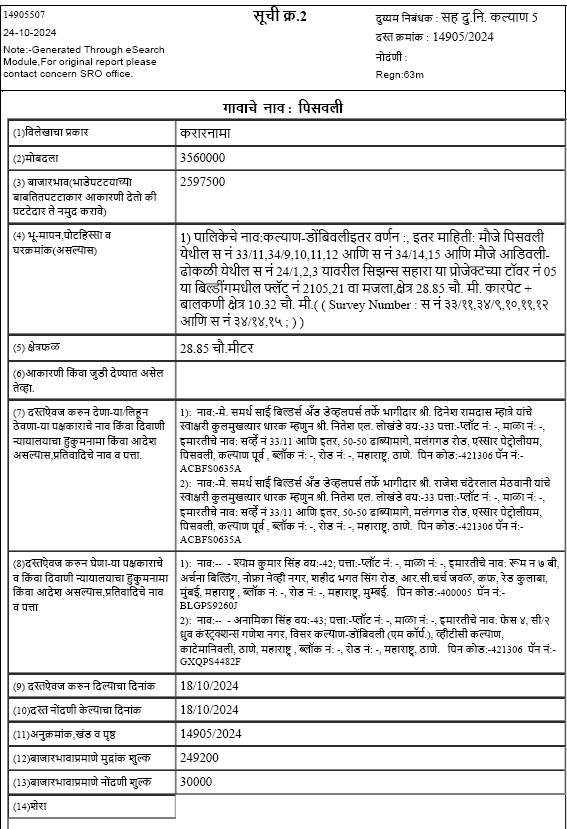 14905507
24-10-2024
Note:-Generated Through eSearch
Module,For original report please
contact concern SRO office.
सूची क्र.2
दुय्यम निबंधक : सह दु.नि. कल्याण 5
दस्त क्रमांक : 14905/2024
नोदंणी :
Regn:63m
गावाचे नाव : पिसवली
(1)विलेखाचा प्रकार
करारनामा
(2)मोबदला
3560000
(3) बाजारभाव(भाडेपटटयाच्या
बाबतितपटटाकार आकारणी देतो की
पटटेदार ते नमुद करावे)
2597500
(4) भू-मापन,पोटहिस्सा व
घरक्रमांक(असल्यास)
1) पालिकेचे नाव:कल्याण-डोंबिवलीइतर वर्णन :, इतर माहिती: मौजे पिसवली
येथील स नं 33/11,34/9,10,11,12 आणि स नं 34/14,15 आणि मौजे आडिवली-
ढोकळी येथील स नं 24/1,2,3 यावरील सिझन्स सहारा या प्रोजेक्टच्या टॉवर नं 05
या बिल्डींगमधील फ्लॅट नं 2105,21 वा मजला,क्षेत्र 28.85 चौ. मी. कारपेट +
बालकणी क्षेत्र 10.32 चौ. मी.( ( Survey Number : स नं ३३/११,३४/९,१०,११,१२
आणि स नं ३४/१४,१५ ; ) )
(5) क्षेत्रफळ
28.85 चौ.मीटर
(6)आकारणी किंवा जुडी देण्यात असेल
तेव्हा.
(7) दस्तऐवज करुन देणा-या/लिहून
ठेवणा-या पक्षकाराचे नाव किंवा दिवाणी
न्यायालयाचा हुकुमनामा किंवा आदेश
असल्यास,प्रतिवादिचे नाव व पत्ता.
1): नाव:-मे. समर्थ साई बिल्डर्स अँड डेव्हलपर्स तर्फे भागीदार श्री. दिनेश रामदास म्हात्रे यांचे
स्वाक्षरी कुलमुखत्यार धारक म्हणुन श्री. नितेश एल. लोखंडे वय:-33 पत्ता:-प्लॉट नं: -, माळा नं: -,
इमारतीचे नाव: सर्व्हे नं 33/11 आणि इतर, 50-50 ढाब्यामागे, मलंगगड रोड, एस्सार पेट्रोलीयम,
पिसवली, कल्याण पूर्व , ब्लॉक नं: -, रोड नं: -, महाराष्ट्र, ठाणे. पिन कोड:-421306 पॅन नं:-
ACBFS0635A
2): नाव:-मे. समर्थ साई बिल्डर्स अँड डेव्हलपर्स तर्फे भागीदार श्री. राजेश चंदेरलाल मेठवानी यांचे
स्वाक्षरी कुलमुखत्यार धारक म्हिणुन श्री. नितेश एल. लोखंडे वय:-33 पत्ता:-प्लॉट नं: -, माळा नं: -,
इमारतीचे नाव: सर्व्हे नं 33/11 आणि इतर, 50-50 ढाब्यामागे, मलंगगड रोड, एस्सार पेट्रोलीयम,
पिसवली, कल्याण पूर्व , ब्लॉक नं: -, रोड नं: -, महाराष्ट्र, ठाणे. पिन कोड:-421306 पॅन नं:-
ACBFS0635A
(8)दस्तऐवज करुन घेणा-या पक्षकाराचे
व किंवा दिवाणी न्यायालयाचा हुकुमनामा
किंवा आदेश असल्यास,प्रतिवादिचे नाव
व पत्ता
1): नाव:-- - श्याम कुमार सिंह वय:-42; पत्ता:-प्लॉट नं: -, माळा नं: -, इमारतीचे नाव: रूम न ७ बी,
अर्चना बिल्डिंग, नोफ्रा नेव्ही नगर, शहीद भगत सिंग रोड, आर.सी.चर्च जवळ, कफ, रेड कुलाबा,
मुंबई, महाराष्ट्र , ब्लॉक नं: -, रोड नं: -, महाराष्ट्र, मुम्बई. पिन कोड:-400005 पॅन नं:-
BLGPS9260J
2): नाव:-- - अनामिका सिंह वय:-43; पत्ता:-प्लॉट नं: -, माळा नं: -, इमारतीचे नाव: फेस ४, सी/२
ध्रुव कंस्ट्रक्शन्स गणेश नगर, विसर कल्याण-डोंबिवली (एम कॉर्प.), व्हीटीसी कल्याण,
काटेमानिवली, ठाणे, महाराष्ट्र , ब्लॉक नं: -, रोड नं: -, महाराष्ट्र, ठाणे. पिन कोड:-421306 पॅन नं:-
GXQPS4482F
(9) दस्तऐवज करुन दिल्याचा दिनांक
18/10/2024
(10)दस्त नोंदणी केल्याचा दिनांक
18/10/2024
(11)अनुक्रमांक,खंड व पृष्ठ
14905/2024
(12)बाजारभावाप्रमाणे मुद्रांक शुल्क
249200
(13)बाजारभावाप्रमाणे नोंदणी शुल्क
30000
(14)शेरा